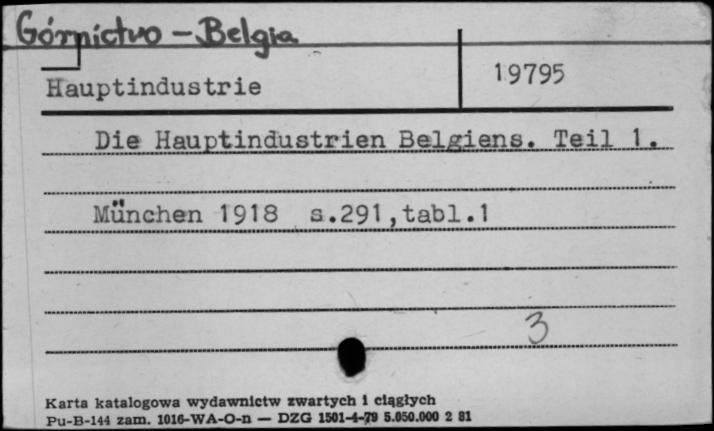 Górnictwo - Belgia
Hauptindustrie
19795
Die Hauptindustrien Belgiens. Teil 1.
München 1918 s.291,tabl.1
3
Karta katalogowa wydawnictw zwartych i ciągłych
Pu-B-144 zam. 1016-WA-O-n — DZG 1501-4-79 5.050.000 2 81